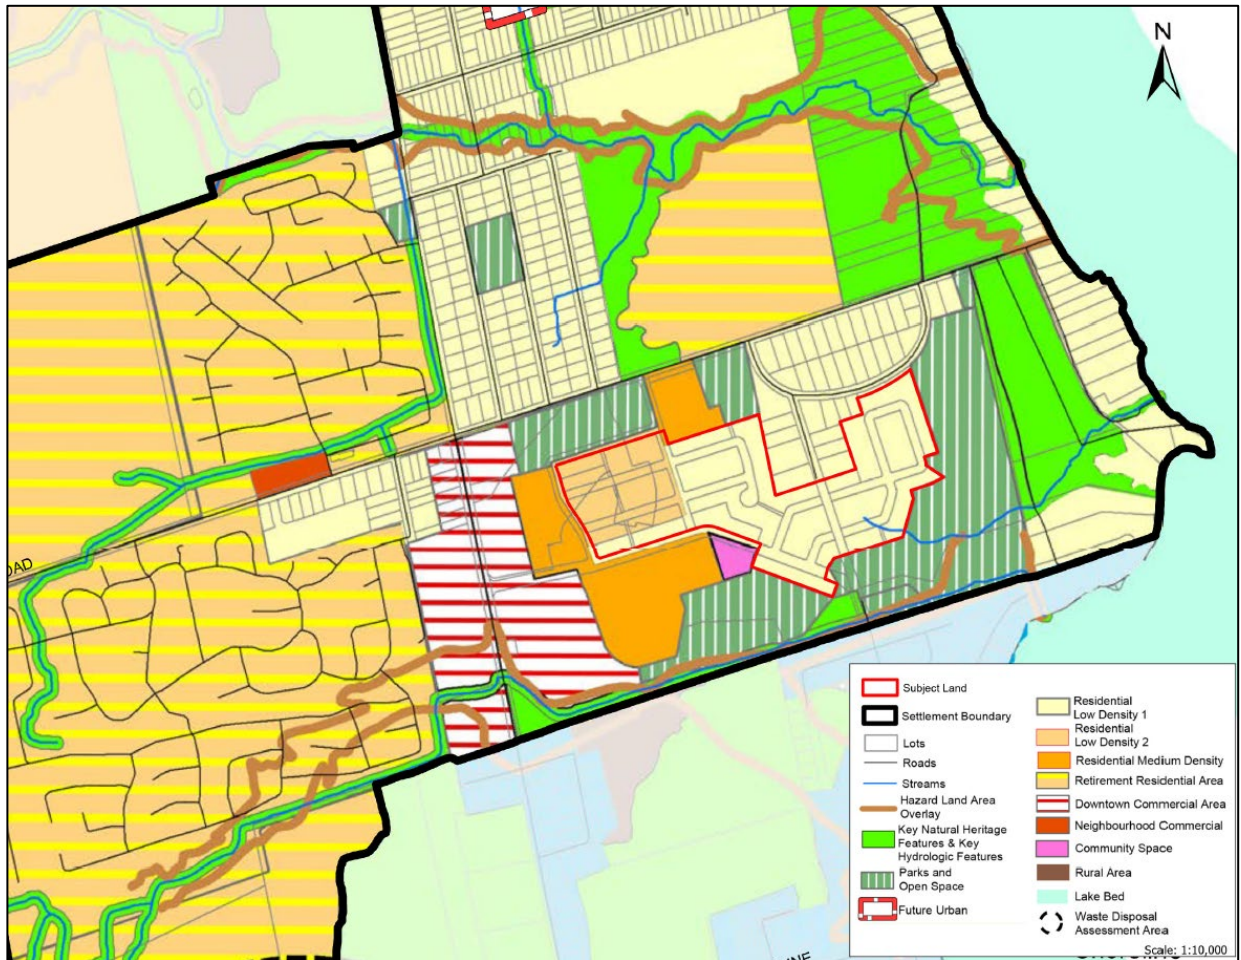 N
OAD
Subject Land
Settlement Boundary
Lots
Roads
Streams
Hazard Land Area
Overlay
Key Natural Heritage
Features & Key
Hydrologic Features
Parks and
Open Space
Future Urban
Residential
Low Density 1
Residential
Low Density 2
Residential Medium Density
Retirement Residential Area
Downtown Commercial Area
Neighbourhood Commercial
Community Space
Rural Area
Lake Bed
Waste Disposal
Assessment Area
Scale: 1:10,000
INE